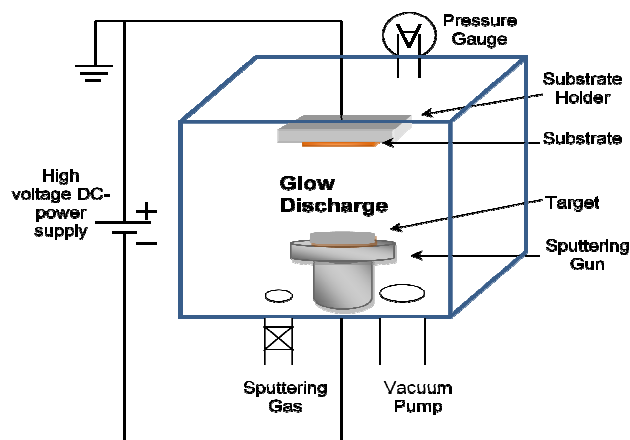 Pressure
Gauge
Substrate
Holder
Substrate
High
voltage DC-
power
supply
+
−
Glow
Discharge
Target
Sputtering
Gun
Sputtering
Gas
Vacuum
Pump